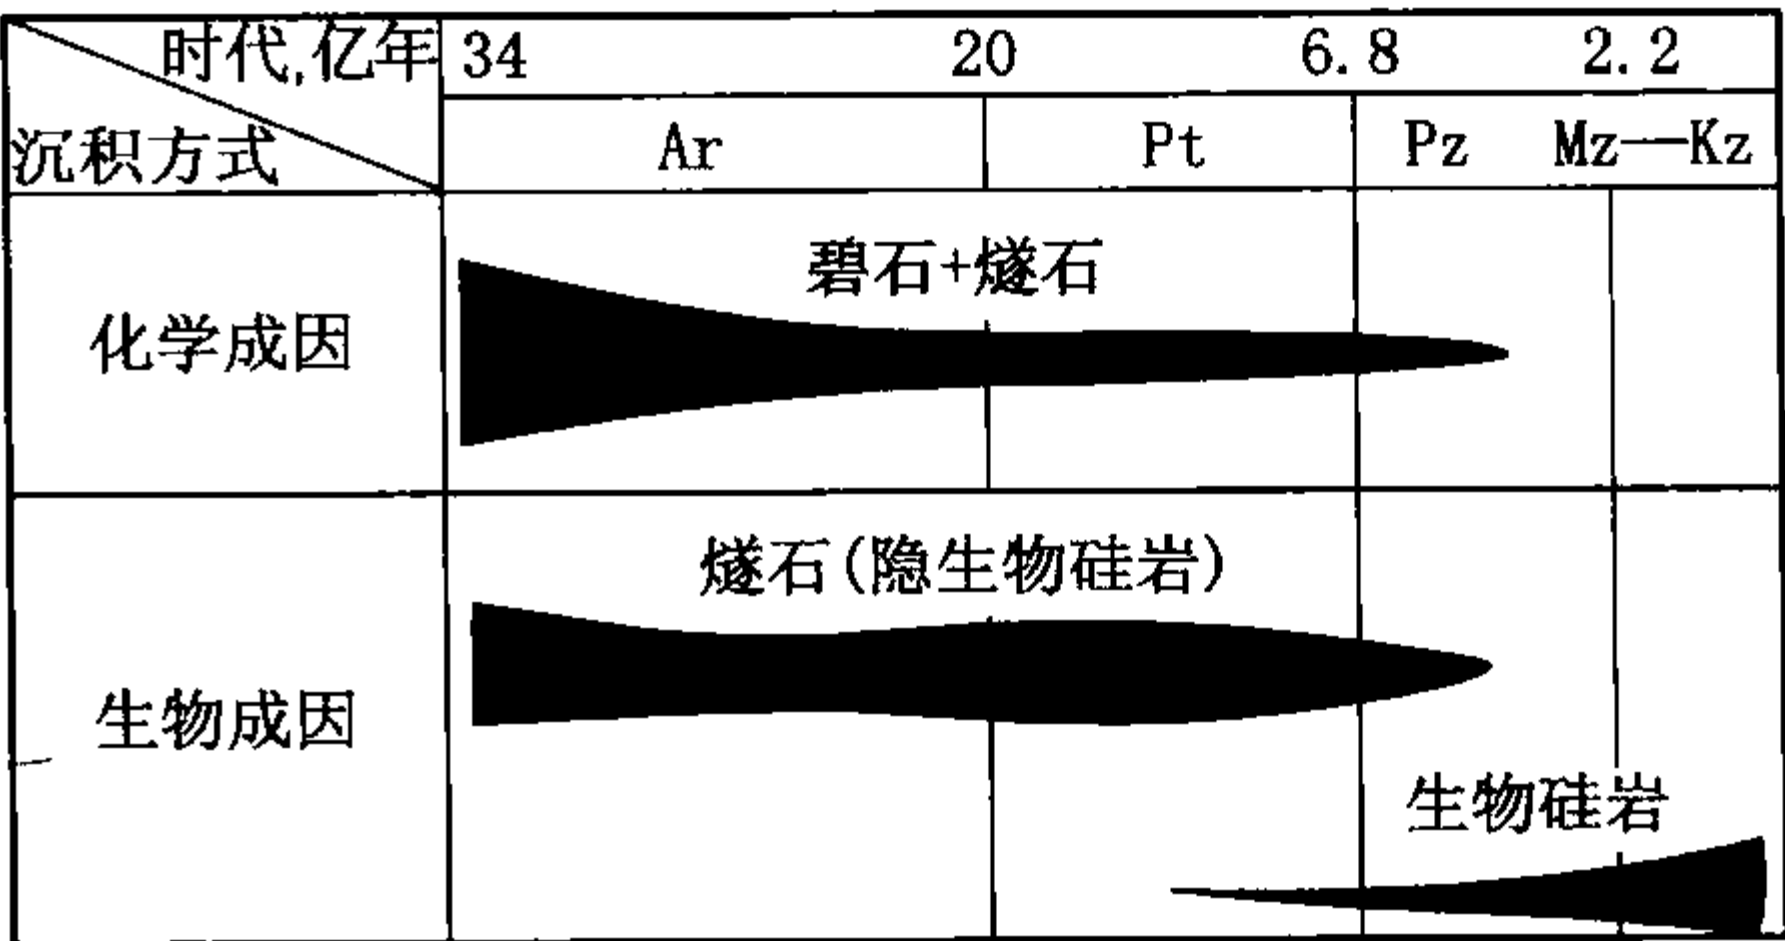 时代,亿年 34 20 6.8 2.2
沉积方式 Ar Pt Pz Mz—Kz
碧石+燧石
化学成因
燧石(隐生物硅岩)
生物成因
生物硅岩